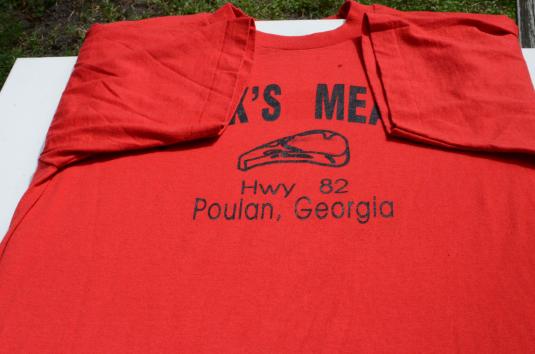 K'S MEA
Hwy 82
Poulan, Georgia